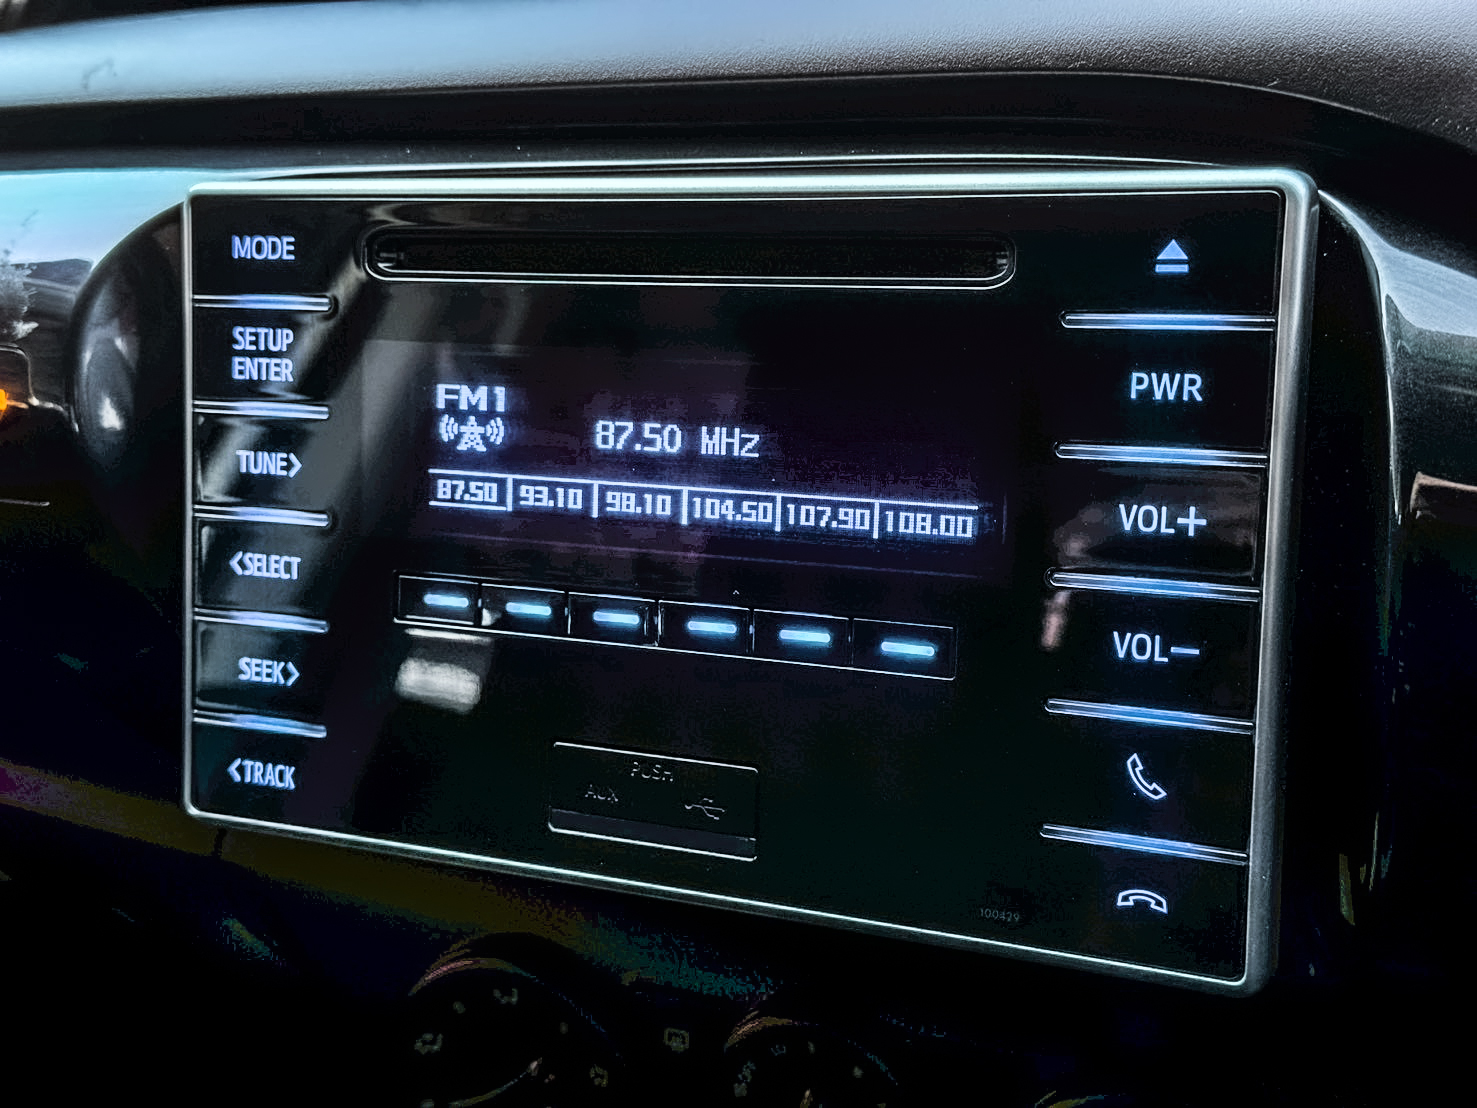 MODE
SETUP
ENTER
TUNE>
<SELECT
SEEK>
<TRACK
FM1
87.50 MHz
87.50 93.10 98.10 104.50 107.90 108.00
PUSH
AUX
PWR
VOL+
VOL-
100429